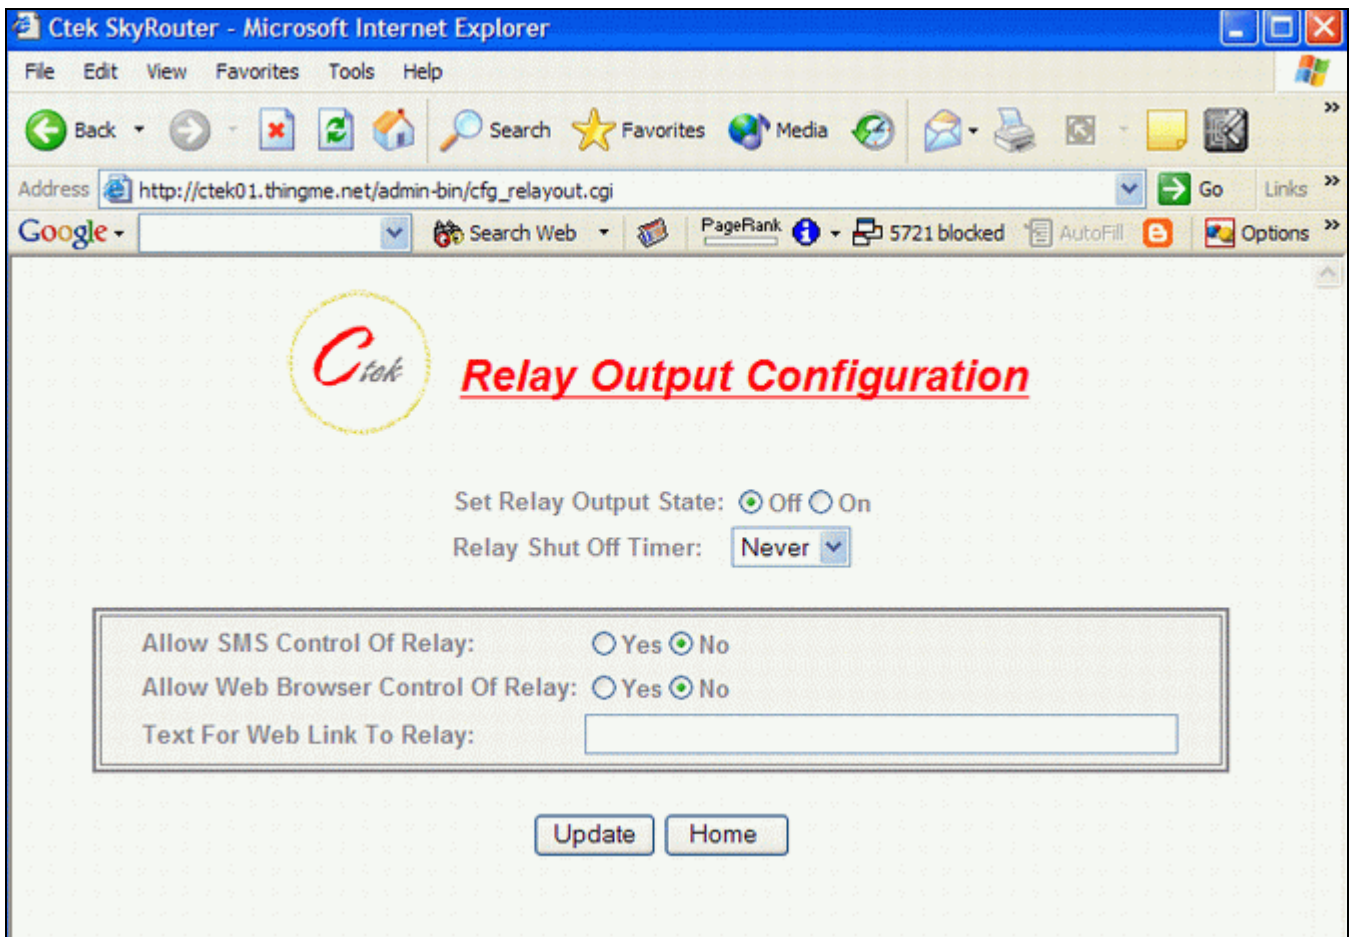 Ctek SkyRouter - Microsoft Internet Explorer
File Edit View Favorites Tools Help
Back Search Favorites Media
Address http://ctek01.thingme.net/admin-bin/cfg_relayout.cgi Go Links
Google Search Web PageRank 5721 blocked AutoFill Options
Ctek
Relay Output Configuration
Set Relay Output State: Off On
Relay Shut Off Timer: Never
Allow SMS Control Of Relay: Yes No
Allow Web Browser Control Of Relay: Yes No
Text For Web Link To Relay:
Update Home